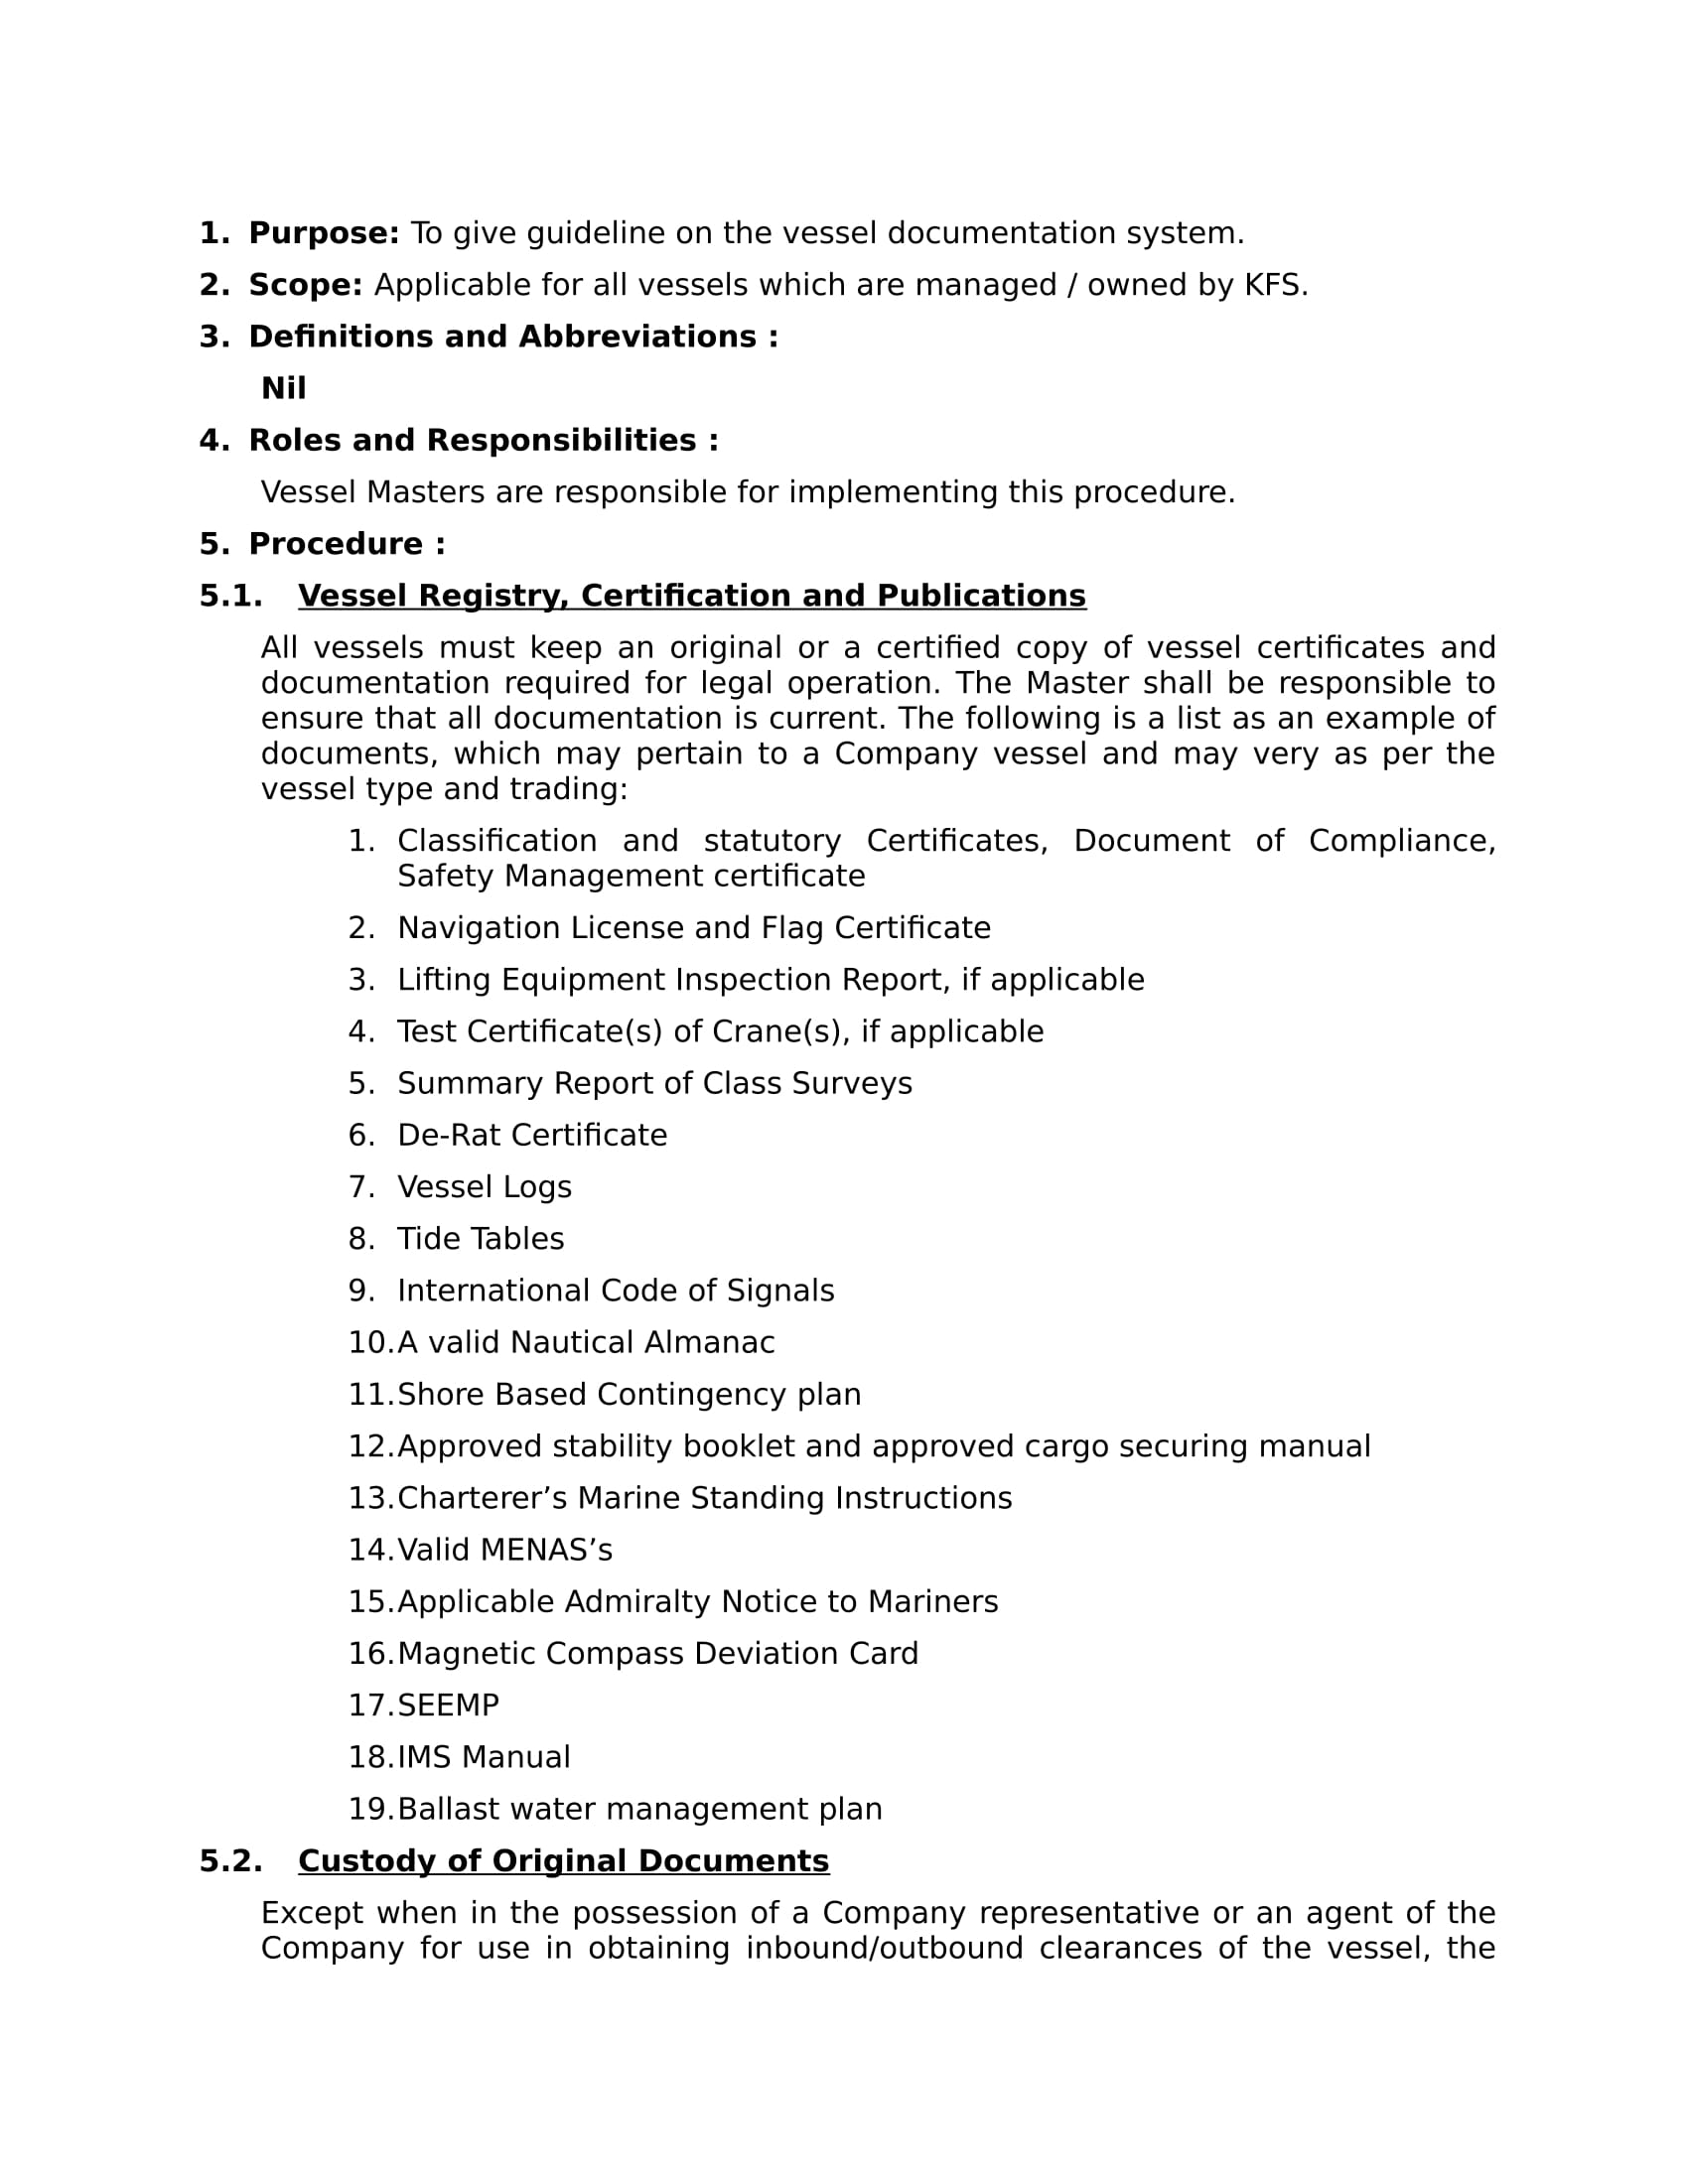 1. Purpose: To give guideline on the vessel documentation system.
2. Scope: Applicable for all vessels which are managed / owned by KFS.
3. Definitions and Abbreviations :
Nil
4. Roles and Responsibilities :
Vessel Masters are responsible for implementing this procedure.
5. Procedure :
5.1. Vessel Registry, Certification and Publications
All vessels must keep an original or a certified copy of vessel certificates and
documentation required for legal operation. The Master shall be responsible to
ensure that all documentation is current. The following is a list as an example of
documents, which may pertain to a Company vessel and may very as per the
vessel type and trading:
1. Classification and statutory Certificates, Document of Compliance,
Safety Management certificate
2. Navigation License and Flag Certificate
3. Lifting Equipment Inspection Report, if applicable
4. Test Certificate(s) of Crane(s), if applicable
5. Summary Report of Class Surveys
6. De-Rat Certificate
7. Vessel Logs
8. Tide Tables
9. International Code of Signals
10.A valid Nautical Almanac
11.Shore Based Contingency plan
12.Approved stability booklet and approved cargo securing manual
13.Charterer’s Marine Standing Instructions
14.Valid MENAS’s
15.Applicable Admiralty Notice to Mariners
16.Magnetic Compass Deviation Card
17.SEEMP
18.IMS Manual
19.Ballast water management plan
5.2. Custody of Original Documents
Except when in the possession of a Company representative or an agent of the
Company for use in obtaining inbound/outbound clearances of the vessel, the